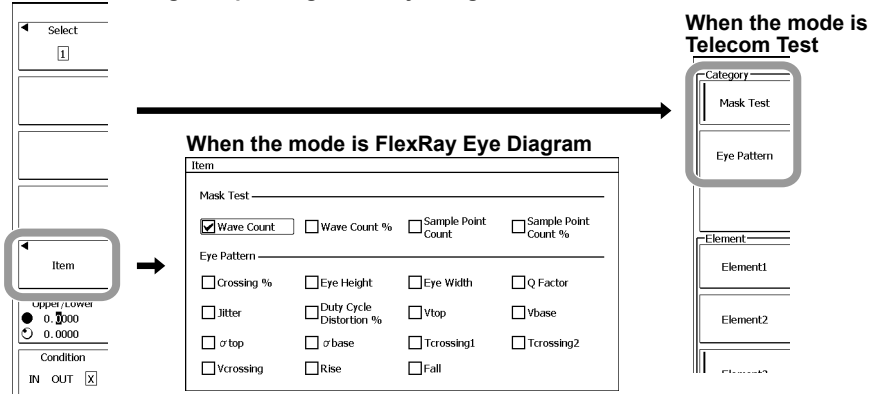 Select
1
Item
Upper/Lower
0.0000
0.0000
Condition
IN OUT X
When the mode is FlexRay Eye Diagram
Item
Mask Test
Wave Count
Wave Count %
Sample Point
Count
Sample Point
Count %
Eye Pattern
Crossing %
Eye Height
Eye Width
Q Factor
Jitter
Duty Cycle
Distortion %
Vtop
Vbase
σ top
σ base
Tcrossing1
Tcrossing2
Vcrossing
Rise
Fall
When the mode is
Telecom Test
Category
Mask Test
Eye Pattern
Element
Element1
Element2